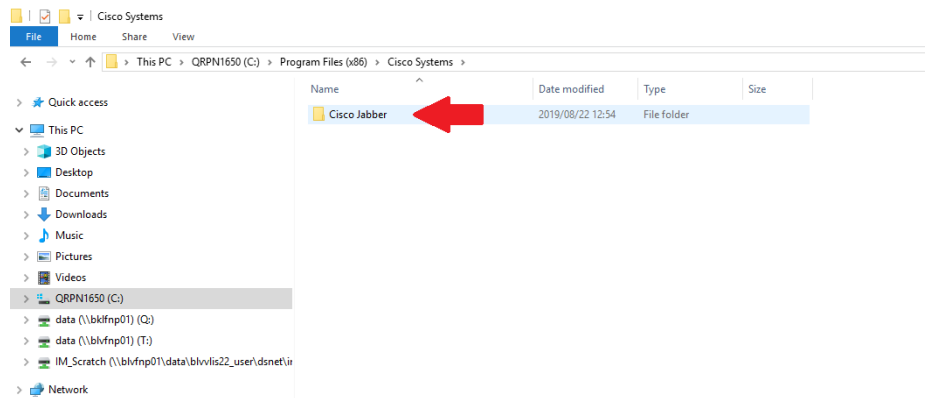 Cisco Systems
File Home Share View
This PC > QRPN1650 (C:) > Program Files (x86) > Cisco Systems >
Name Date modified Type Size
Cisco Jabber 2019/08/22 12:54 File folder
Quick access
This PC
3D Objects
Desktop
Documents
Downloads
Music
Pictures
Videos
QRPN1650 (C:)
data (\\bklfnp01) (Q:)
data (\\blvfnp01) (T:)
IM_Scratch (\\blvfnp01\data\blvvlis22_user\dsnet\ir
Network